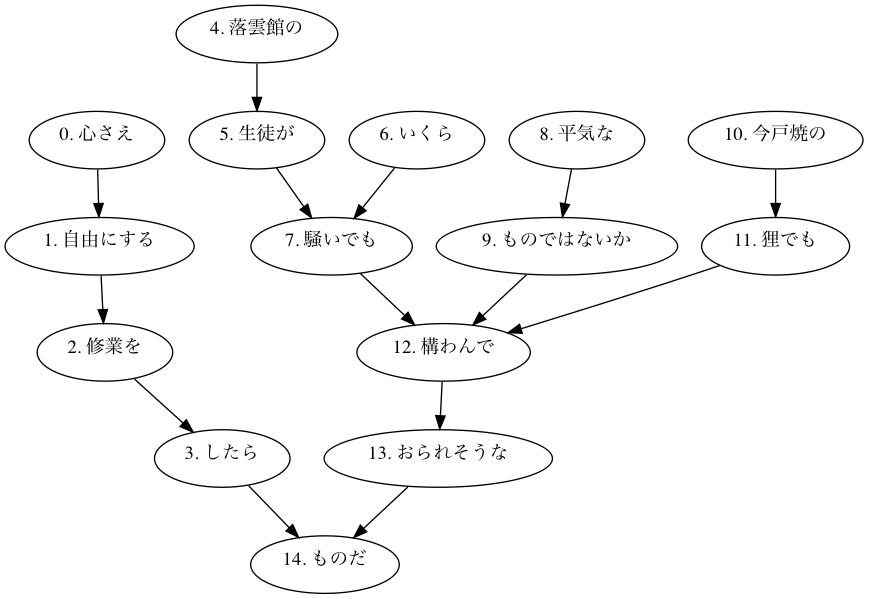 4. 落雲館の
0. 心さえ
5. 生徒が
6. いくら
8. 平気な
10. 今戸焼の
1. 自由にする
7. 騒いでも
9. ものではないか
11. 狸でも
2. 修業を
12. 構わんで
3. したら
13. おられそうな
14. ものだ